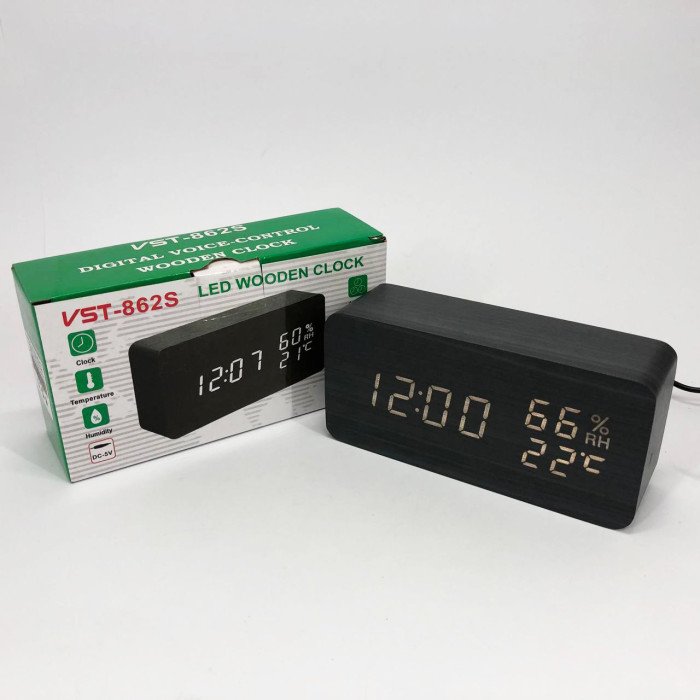 VST-862S
DIGITAL VOICE-CONTROL
WOODEN CLOCK
VST-862S
LED WOODEN CLOCK
Clock
Temparature
Humidity
DC-5V
12:07
60%
RH
21°C
12:00
66%
RH
22°C